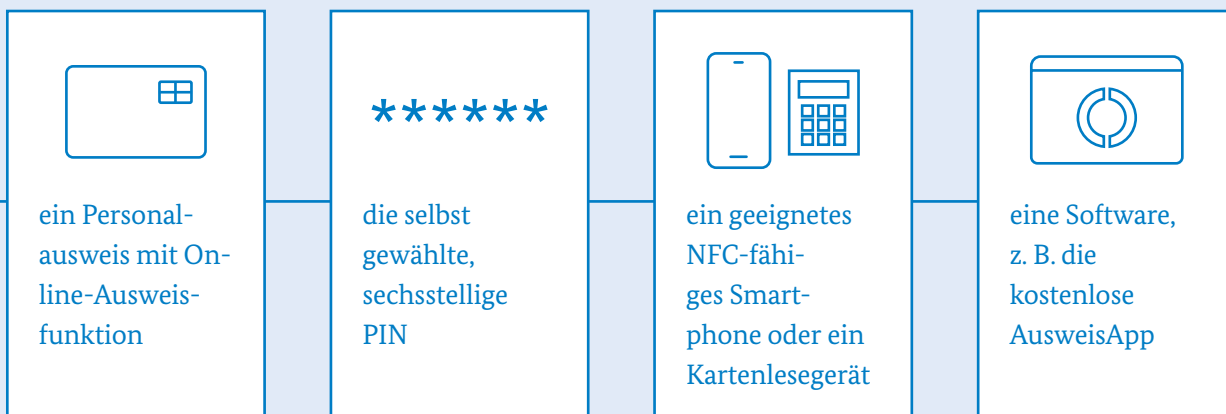 ein Personal-
ausweis mit On-
line-Ausweis-
funktion
******
die selbst
gewählte,
sechsstellige
PIN
ein geeignetes
NFC-fähi-
ges Smart-
phone oder ein
Kartenlesegerät
eine Software,
z. B. die
kostenlose
AusweisApp